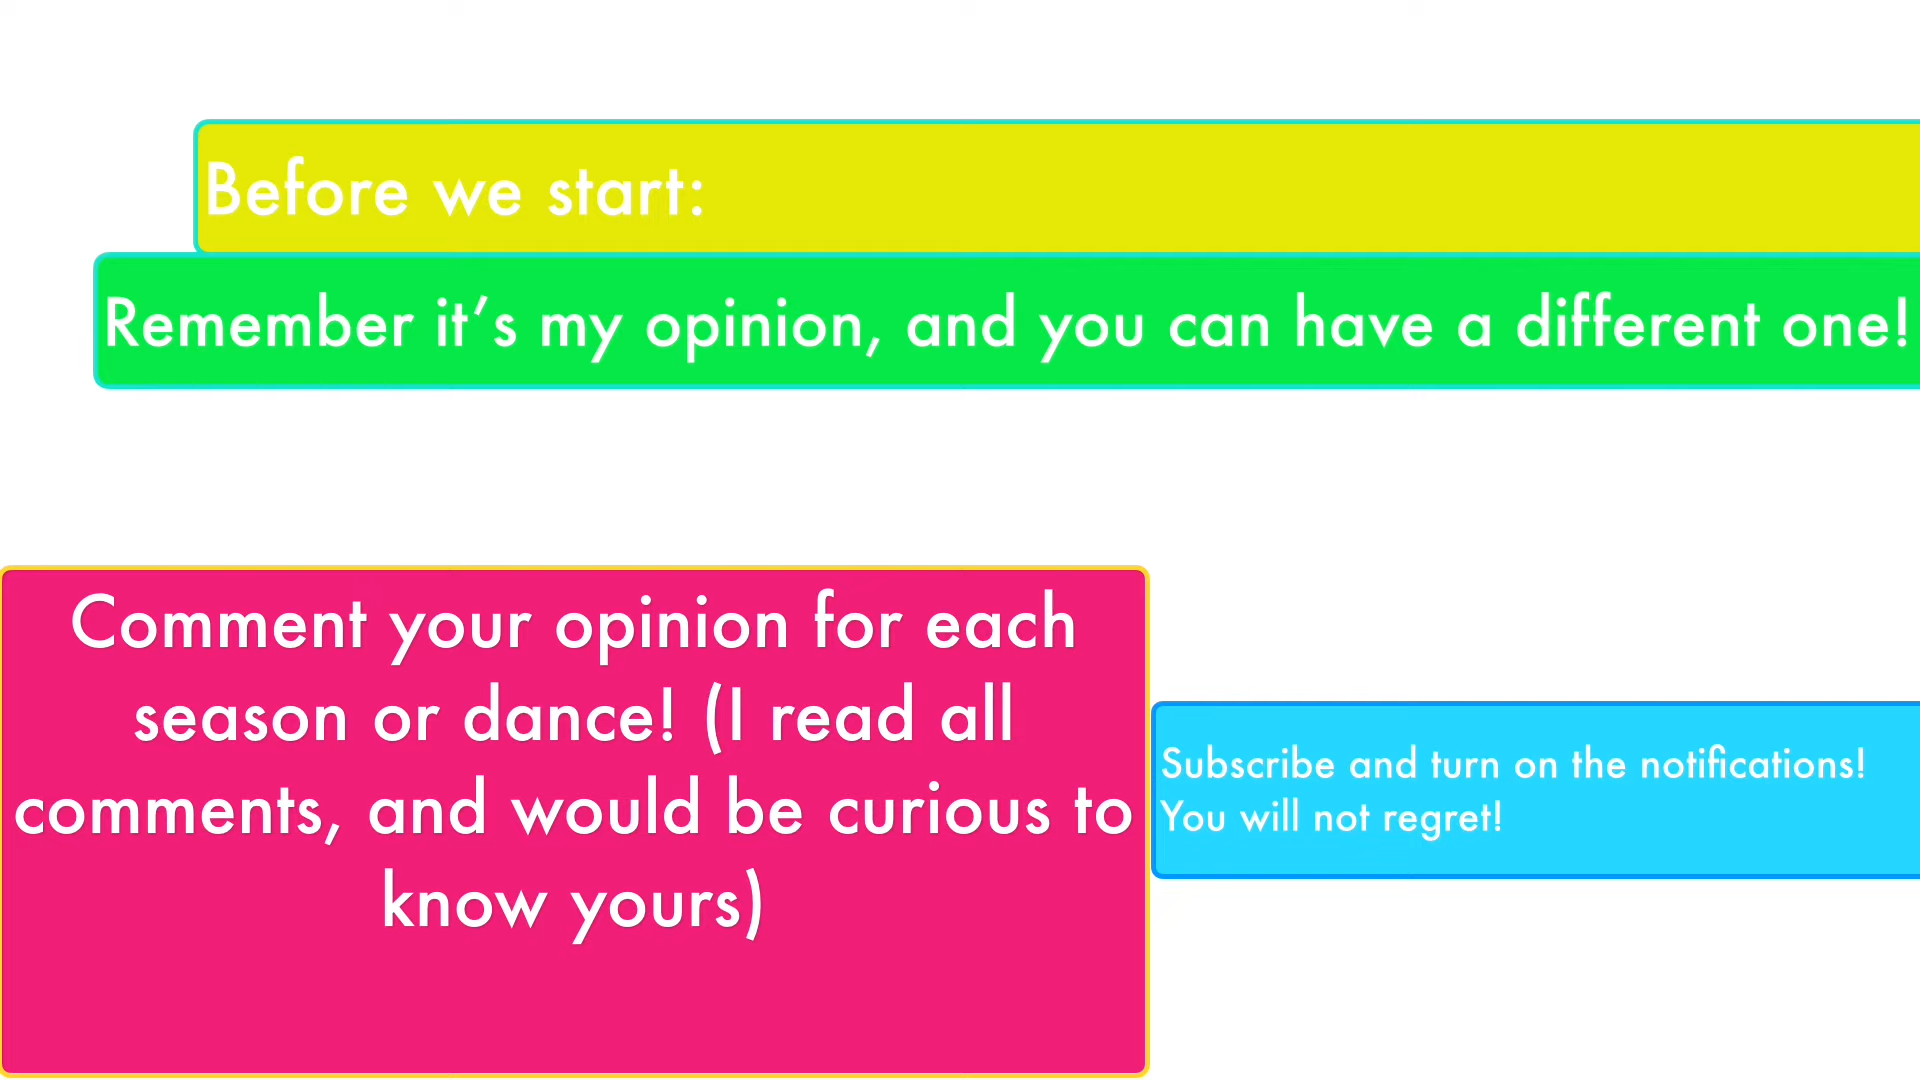 Before we start:
Remember it’s my opinion, and you can have a different one!
Comment your opinion for each
season or dance! (I read all
comments, and would be curious to
know yours)
Subscribe and turn on the notifications!
You will not regret!